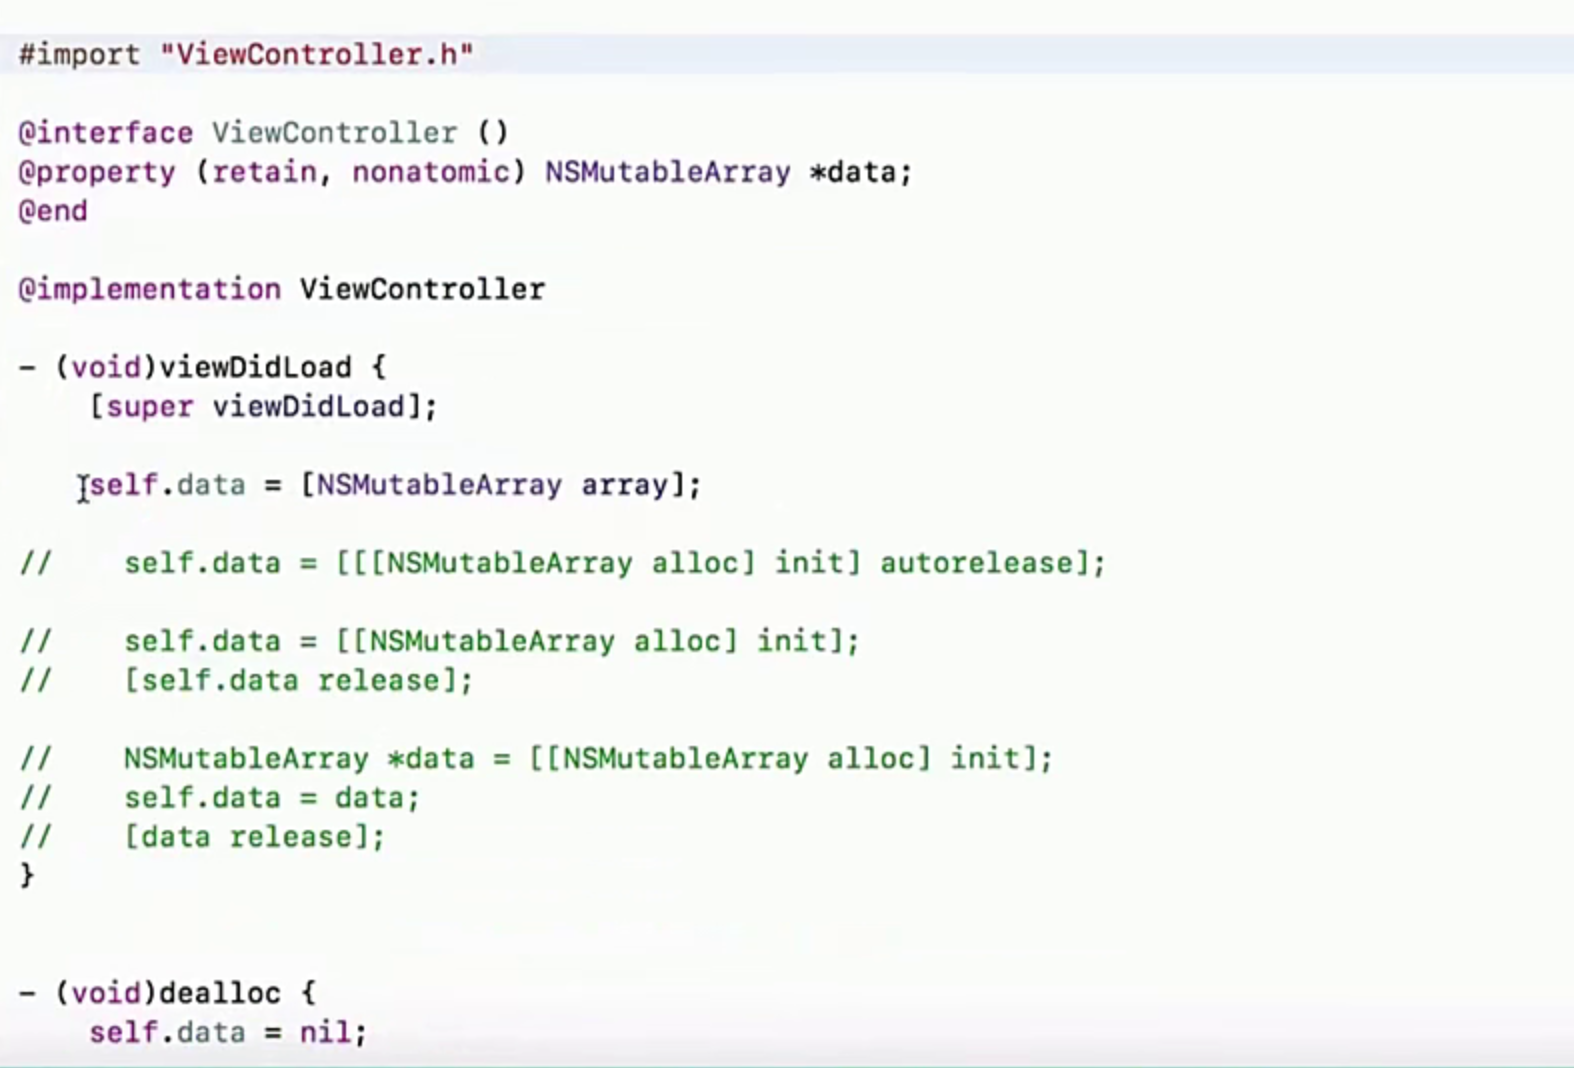 #import "ViewController.h"
@interface ViewController ()
@property (retain, nonatomic) NSMutableArray *data;
@end
@implementation ViewController
- (void)viewDidLoad {
[super viewDidLoad];
self.data = [NSMutableArray array];
// self.data = [[[NSMutableArray alloc] init] autorelease];
// self.data = [[NSMutableArray alloc] init];
// [self.data release];
// NSMutableArray *data = [[NSMutableArray alloc] init];
// self.data = data;
// [data release];
}
- (void)dealloc {
self.data = nil;